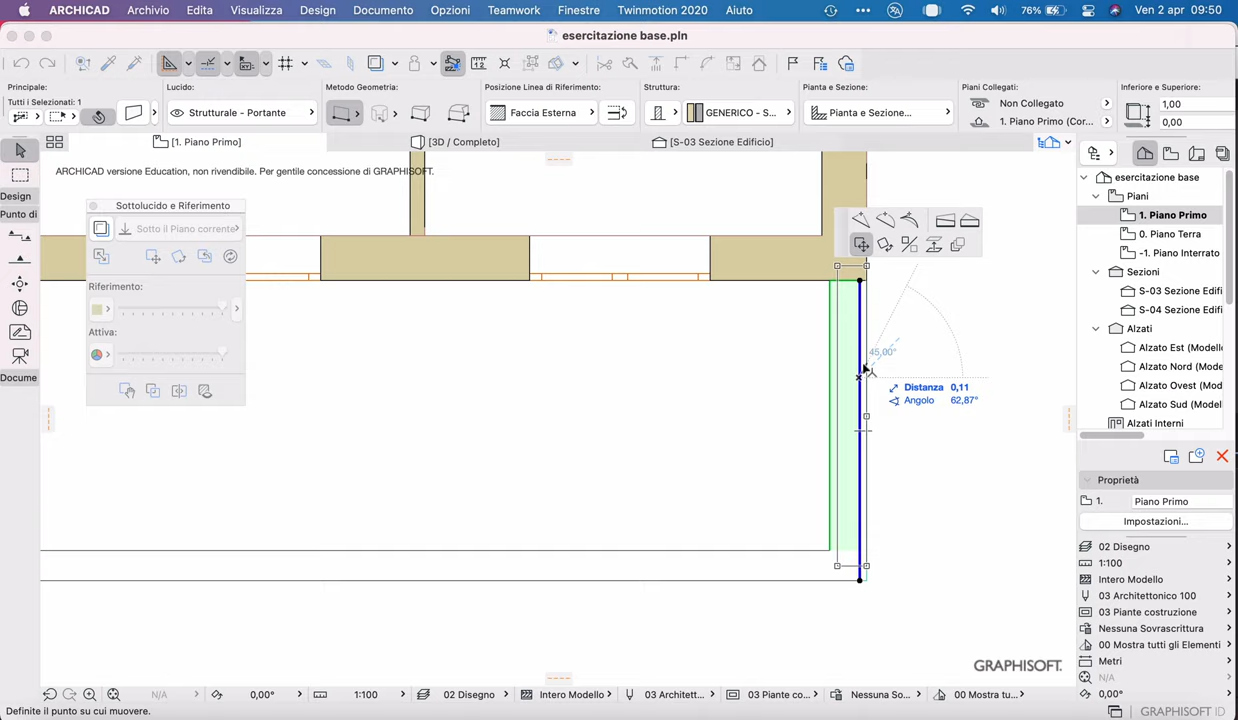 ARCHICAD Archivio Edita Visualizza Design Documento Opzioni Teamwork Finestre Twinmotion 2020 Aiuto 76% Ven 2 apr 09:50
esercitazione base.pln
Principale: Lucido: Metodo Geometria: Posizione Linea di Riferimento: Struttura: Pianta e Sezione: Piani Collegati: Inferiore e Superiore:
Tutti i Selezionati: 1
Strutturale - Portante
Faccia Esterna
GENERICO - S...
Pianta e Sezione...
Non Collegato
1. Piano Primo (Cor...
1,00
0,00
[1. Piano Primo] [3D / Completo] [S-03 Sezione Edificio]
ARCHICAD versione Education, non rivendibile. Per gentile concessione di GRAPHISOFT.
Design
Punto di
Docume
Sottolucido e Riferimento
Sotto il Piano corrente
Riferimento:
Attiva:
45,00°
Distanza 0,11
Angolo 62,87°
esercitazione base
Piani
1. Piano Primo
0. Piano Terra
-1. Piano Interrato
Sezioni
S-03 Sezione Edifi
S-04 Sezione Edifi
Alzati
Alzato Est (Modell
Alzato Nord (Model
Alzato Ovest (Mode
Alzato Sud (Model
Alzati Interni
Proprietà
1. Piano Primo
Impostazioni...
02 Disegno
1:100
Intero Modello
03 Architettonico 100
03 Piante costruzione
Nessuna Sovrascrittura
00 Mostra tutti gli Elementi
Metri
N/A
0,00°
GRAPHISOFT.
N/A 0,00° 1:100 02 Disegno Intero Modello 03 Architett... 03 Piante co... Nessuna So... 00 Mostra tu...
Definite il punto su cui muovere.
GRAPHISOFT ID